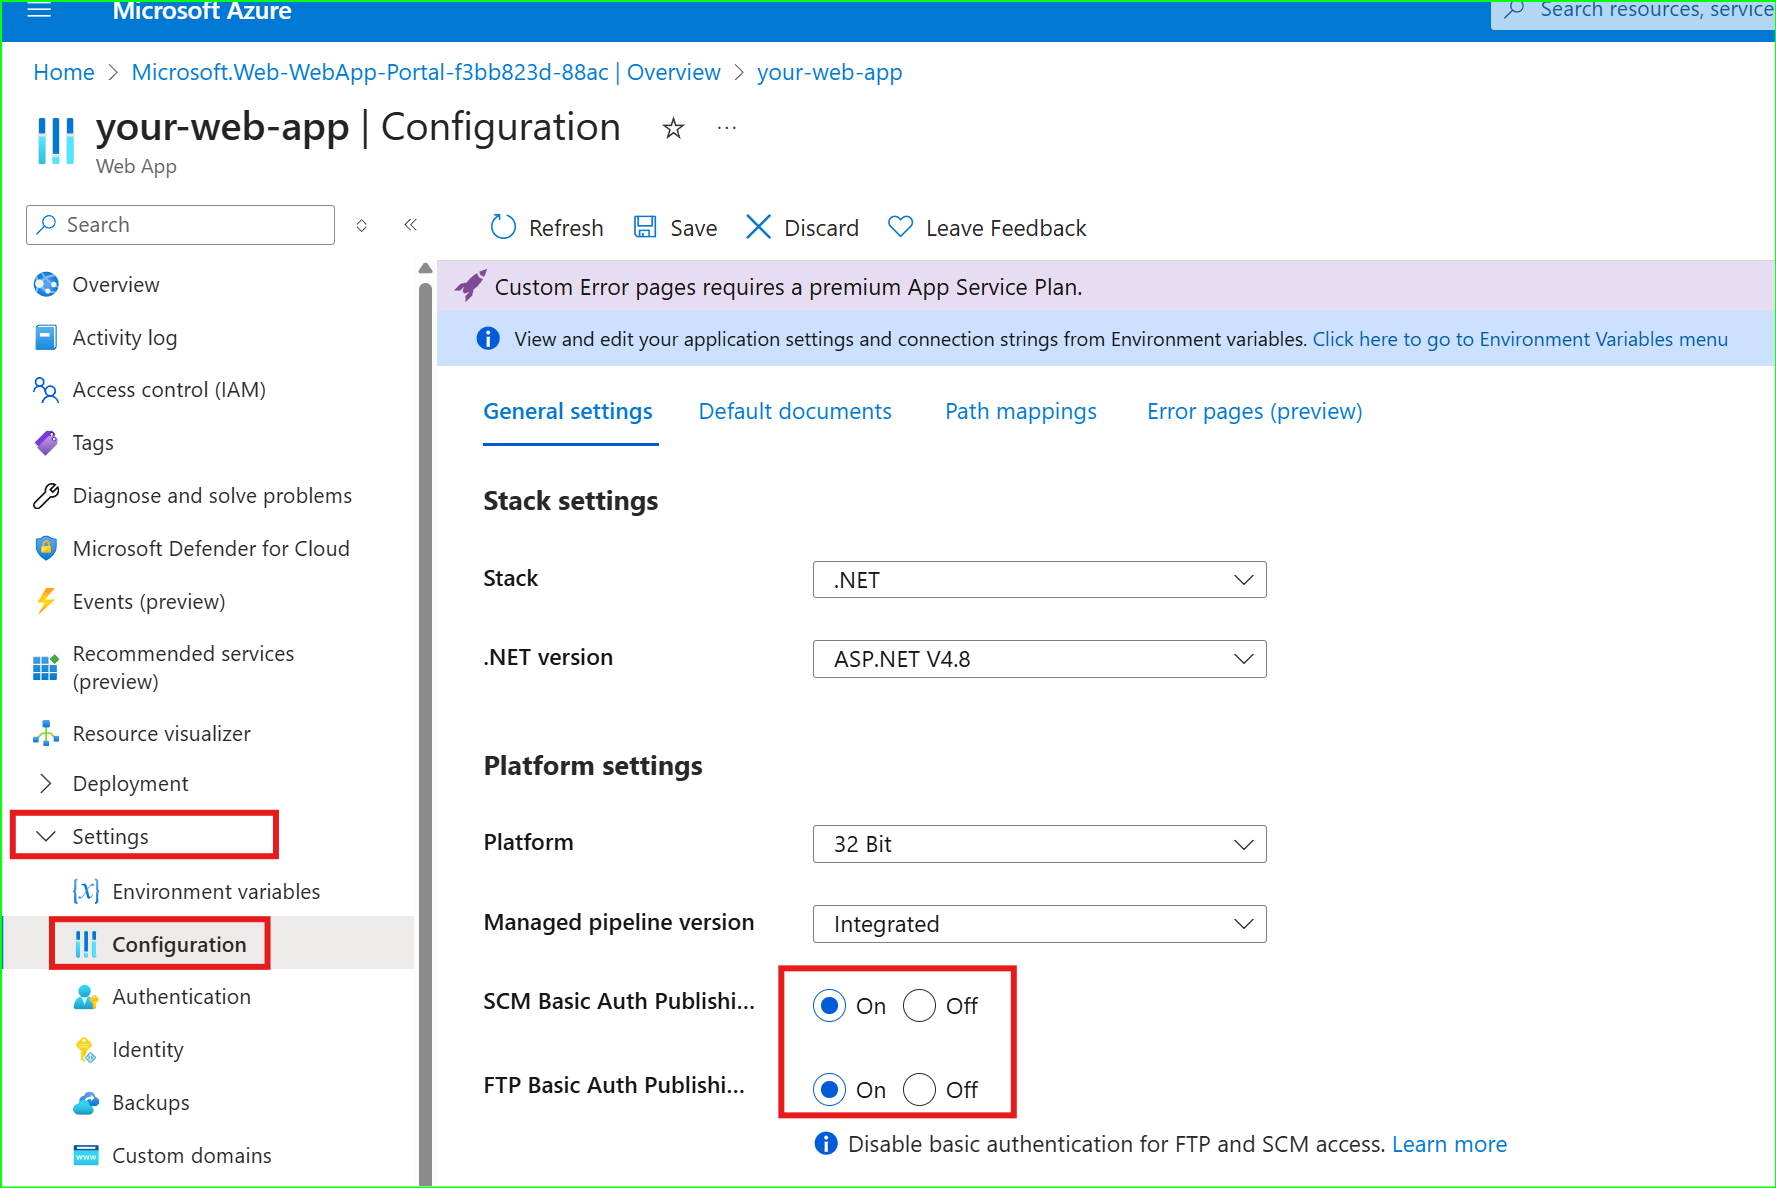 Microsoft Azure
Search resources, service
Home > Microsoft.Web-WebApp-Portal-f3bb823d-88ac | Overview > your-web-app
your-web-app | Configuration
Web App
Search
Refresh Save Discard Leave Feedback
Overview
Activity log
Access control (IAM)
Tags
Diagnose and solve problems
Microsoft Defender for Cloud
Events (preview)
Recommended services
(preview)
Resource visualizer
Deployment
Settings
Environment variables
Configuration
Authentication
Identity
Backups
Custom domains
Custom Error pages requires a premium App Service Plan.
View and edit your application settings and connection strings from Environment variables. Click here to go to Environment Variables menu
General settings Default documents Path mappings Error pages (preview)
Stack settings
Stack .NET
.NET version ASP.NET V4.8
Platform settings
Platform 32 Bit
Managed pipeline version Integrated
SCM Basic Auth Publishi... On Off
FTP Basic Auth Publishi... On Off
Disable basic authentication for FTP and SCM access. Learn more